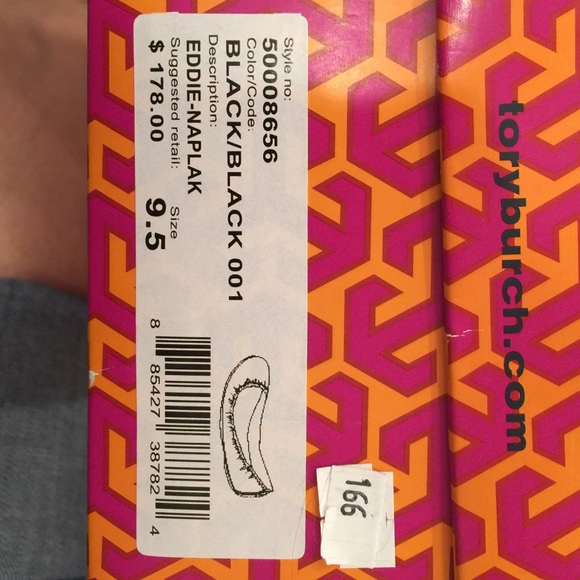 Style no:
50008656
Color/Code:
BLACK/BLACK 001
Description:
EDDIE-NAPLAK
Suggested retail: Size
$ 178.00 9.5
8 85427 38782 4
166
toryburch.com